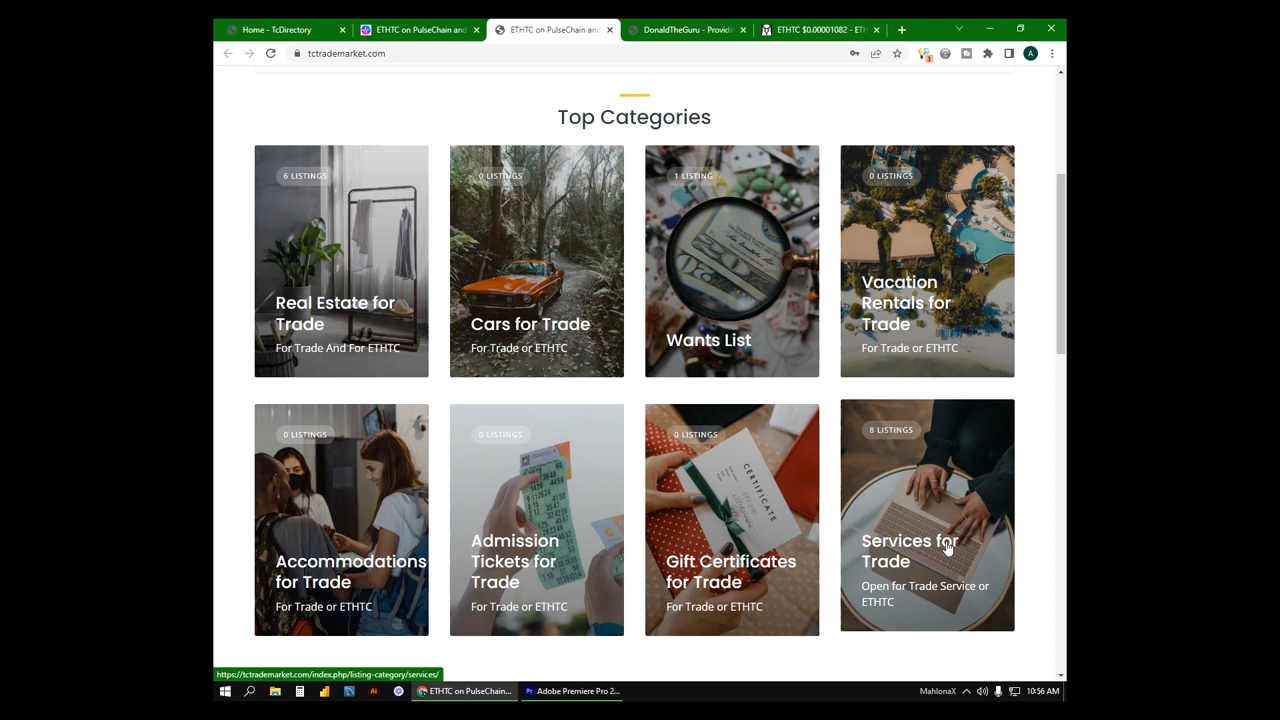 Home - TcDirectory
ETHTC on PulseChain and
ETHTC on PulseChain and
DonaldTheGuru - Providi
ETHTC $0.00001082 - ETH
tctrademarket.com
A
Top Categories
6 LISTINGS
Real Estate for
Trade
For Trade And For ETHTC
0 LISTINGS
Cars for Trade
For Trade or ETHTC
1 LISTING
Wants List
0 LISTINGS
Vacation
Rentals for
Trade
For Trade or ETHTC
0 LISTINGS
Accommodations
for Trade
For Trade or ETHTC
0 LISTINGS
Admission
Tickets for
Trade
For Trade or ETHTC
0 LISTINGS
CERTIFICATE
Gift Certificates
for Trade
For Trade or ETHTC
8 LISTINGS
Services for
Trade
Open for Trade Service or
ETHTC
https://tctrademarket.com/index.php/listing-category/services/
Ai
ETHTC on PulseChain...
Pr Adobe Premiere Pro 2...
MahlonaX
10:56 AM